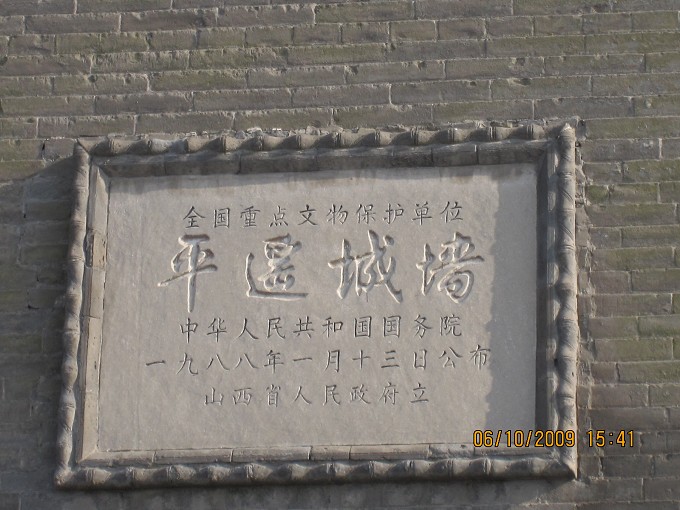 全国重点文物保护单位
平遥城墙
中华人民共和国国务院
一九八八年一月十三日公布
山西省人民政府立
06/10/2009 15:41